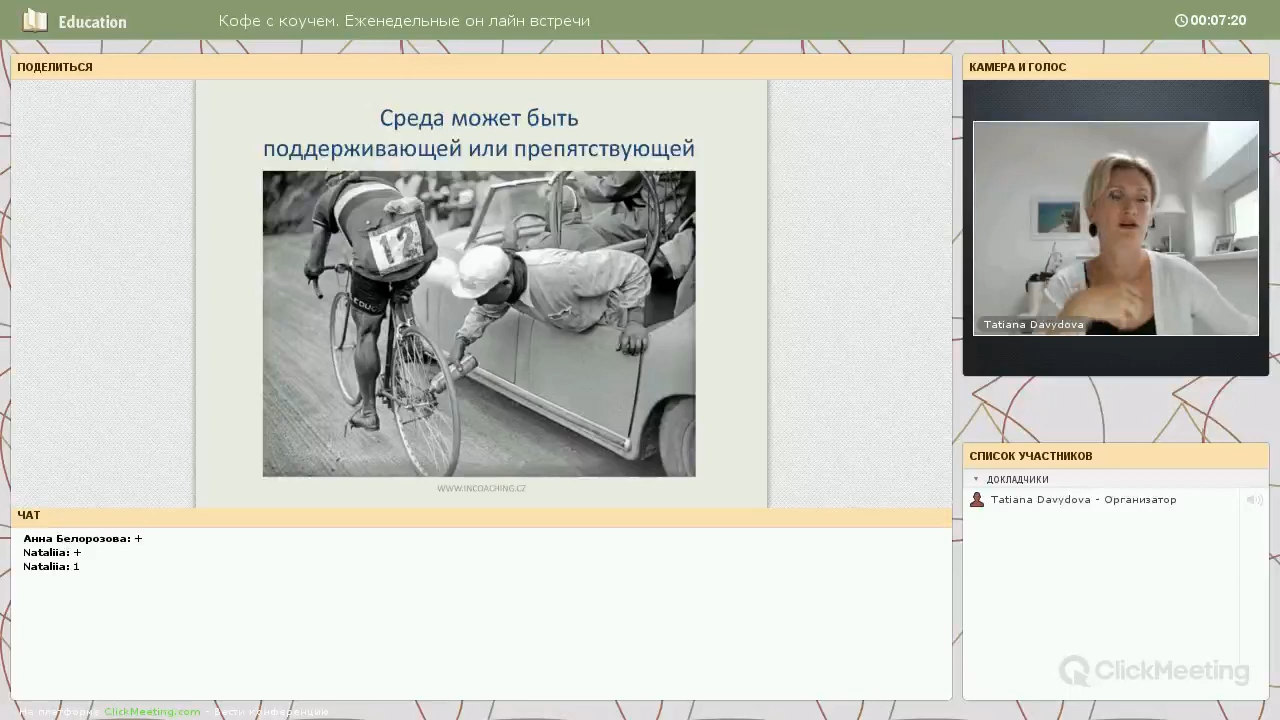 Education
Кофе с коучем. Еженедельные он лайн встречи
00:07:20
ПОДЕЛИТЬСЯ
КАМЕРА И ГОЛОС
Среда может быть
поддерживающей или препятствующей
12
WWW.INCOACHING.CZ
Tatiana Davydova
СПИСОК УЧАСТНИКОВ
ДОКЛАДЧИКИ
Tatiana Davydova - Организатор
ЧАТ
Анна Белорозова: +
Nataliia: +
Nataliia: 1
ClickMeeting
На платформе ClickMeeting.com - Вести конференцию